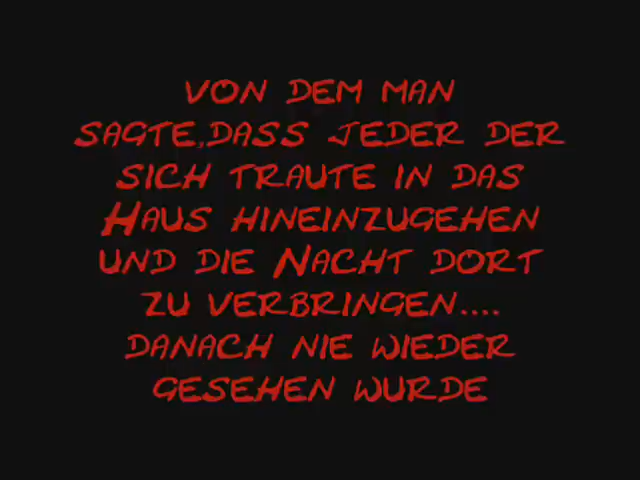 VON DEM MAN
SAGTE,DASS JEDER DER
SICH TRAUTE IN DAS
HAUS HINEINZUGEHEN
UND DIE NACHT DORT
ZU VERBRINGEN....
DANACH NIE WIEDER
GESEHEN WURDE